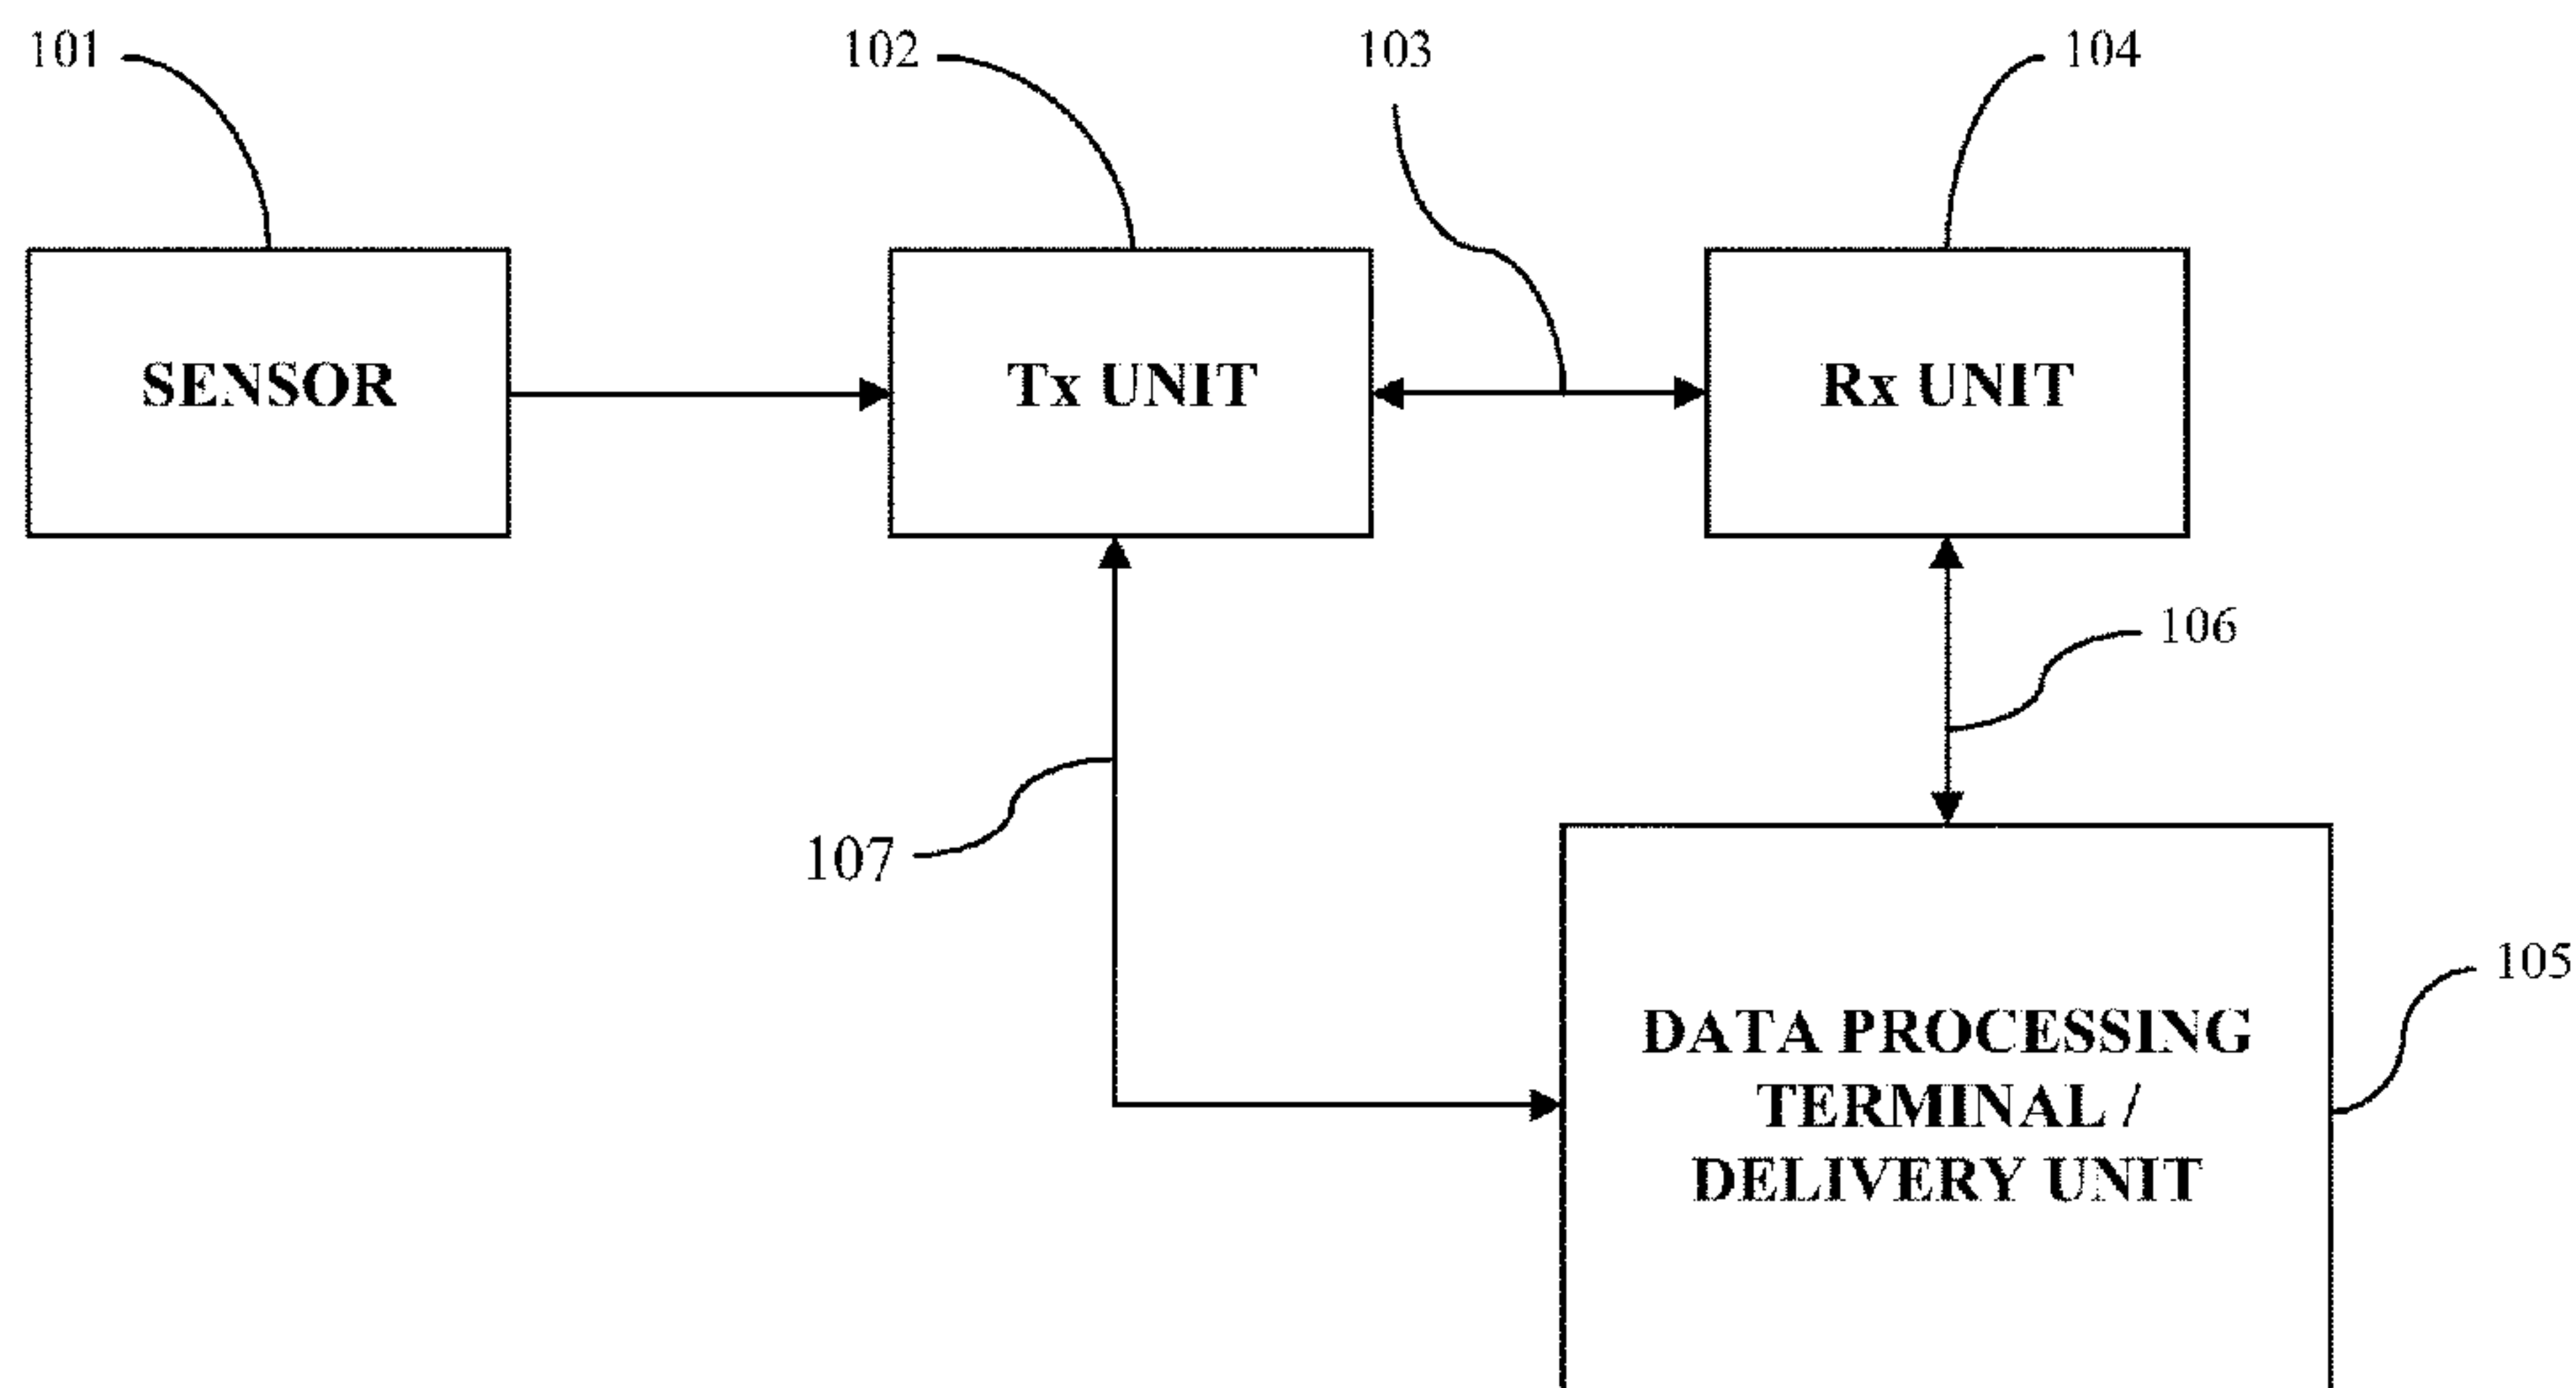 101
102
103
104
SENSOR
Tx UNIT
Rx UNIT
106
107
105
DATA PROCESSING
TERMINAL /
DELIVERY UNIT